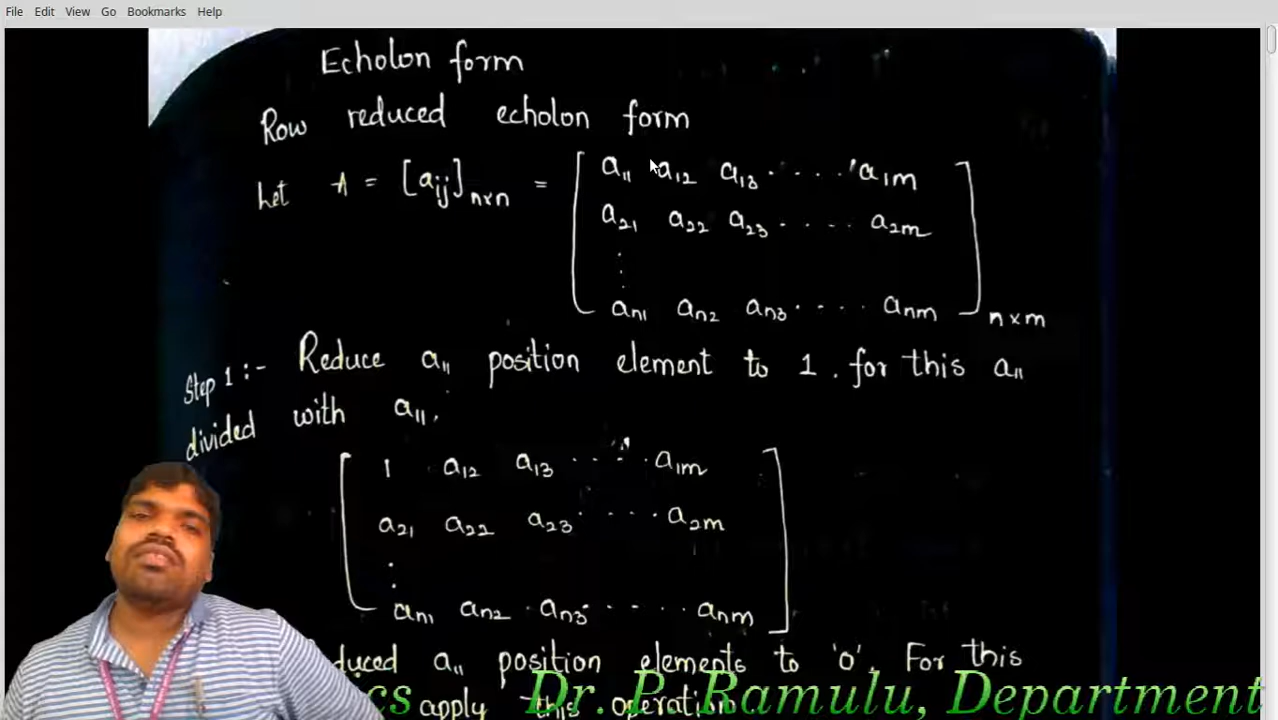 File Edit View Go Bookmarks Help
Echolon form
Row reduced echolon form
Let A = [aij]n×n = [ a11 a12 a13 ..... a1m
a21 a22 a23 .... a2m
⋮
an1 an2 an3 .... anm ] n×m
Step 1:- Reduce a11 position element to 1. for this a11
divided with a11.
[ 1 a12 a13 .... a1m
a21 a22 a23 .... a2m
⋮
an1 an2 an3 .... anm ]
a11 position elements to 'o'. For this
apply this operation
Dr. P. Ramulu, Department